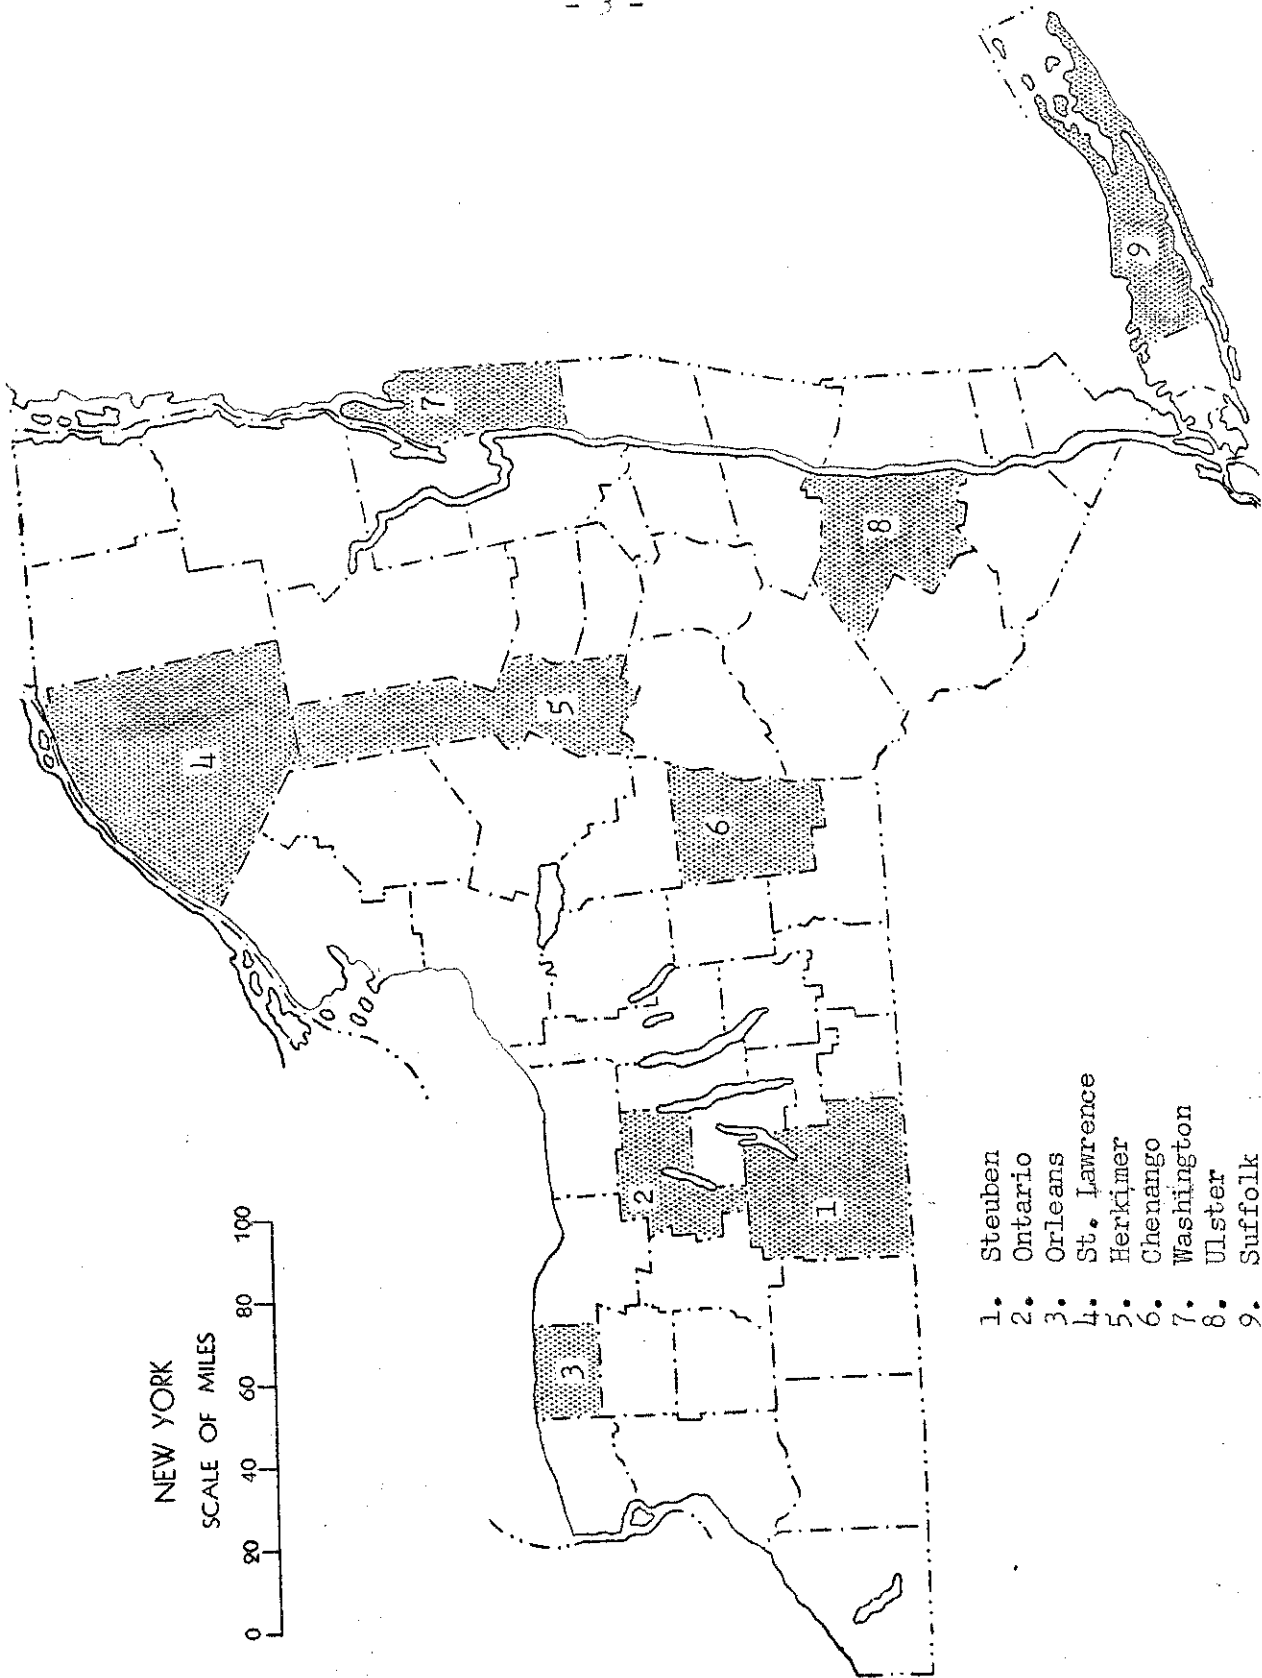 - 3 -
NEW YORK
SCALE OF MILES
0 20 40 60 80 100
4
7
5
6
8
9
3
2
1
1. Steuben
2. Ontario
3. Orleans
4. St. Lawrence
5. Herkimer
6. Chenango
7. Washington
8. Ulster
9. Suffolk